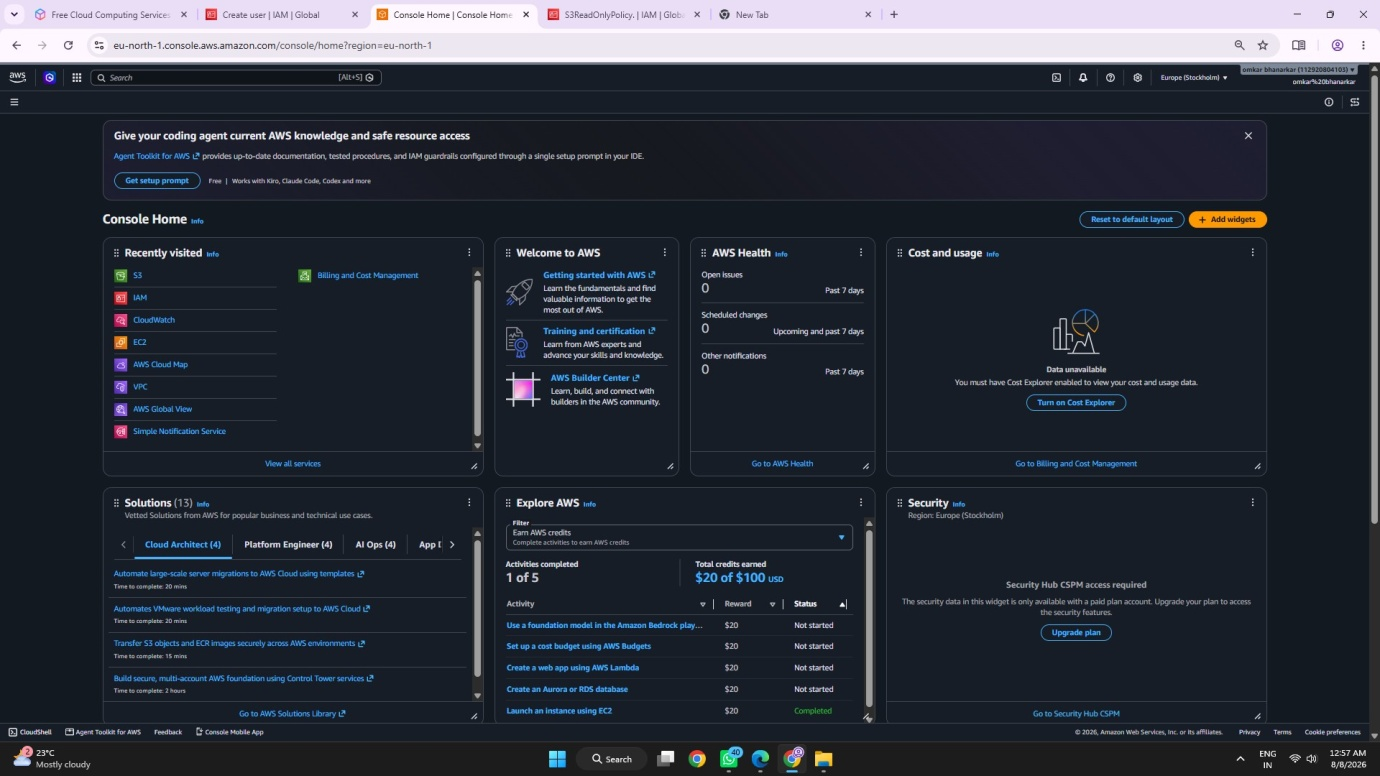 Free Cloud Computing Services
Create user | IAM | Global
Console Home | Console Home
S3ReadOnlyPolicy. | IAM | Globa
New Tab
eu-north-1.console.aws.amazon.com/console/home?region=eu-north-1
aws
Search
[Alt+S]
Europe (Stockholm)
omkar bhanarkar (112920804103)
omkar%20bhanarkar
Give your coding agent current AWS knowledge and safe resource access
Agent Toolkit for AWS provides up-to-date documentation, tested procedures, and IAM guardrails configured through a single setup prompt in your IDE.
Get setup prompt
Free | Works with Kiro, Claude Code, Codex and more
Console Home Info
Reset to default layout
Add widgets
Recently visited Info
S3
IAM
CloudWatch
EC2
AWS Cloud Map
VPC
AWS Global View
Simple Notification Service
Billing and Cost Management
View all services
Welcome to AWS
Getting started with AWS
Learn the fundamentals and find
valuable information to get the
most out of AWS.
Training and certification
Learn from AWS experts and
advance your skills and knowledge.
AWS Builder Center
Learn, build, and connect with
builders in the AWS community.
AWS Health Info
Open issues
0
Past 7 days
Scheduled changes
0
Upcoming and past 7 days
Other notifications
0
Past 7 days
Go to AWS Health
Cost and usage Info
Data unavailable
You must have Cost Explorer enabled to view your cost and usage data.
Turn on Cost Explorer
Go to Billing and Cost Management
Solutions (13) Info
Vetted Solutions from AWS for popular business and technical use cases.
Cloud Architect (4)
Platform Engineer (4)
AI Ops (4)
App
Automate large-scale server migrations to AWS Cloud using templates
Time to complete: 20 mins
Automates VMware workload testing and migration setup to AWS Cloud
Time to complete: 20 mins
Transfer S3 objects and ECR images securely across AWS environments
Time to complete: 15 mins
Build secure, multi-account AWS foundation using Control Tower services
Time to complete: 2 hours
Go to AWS Solutions Library
Explore AWS Info
Filter
Earn AWS credits
Complete activities to earn AWS credits
Activities completed
1 of 5
Total credits earned
$20 of $100 USD
Activity Reward Status
Use a foundation model in the Amazon Bedrock play... $20 Not started
Set up a cost budget using AWS Budgets $20 Not started
Create a web app using AWS Lambda $20 Not started
Create an Aurora or RDS database $20 Not started
Launch an instance using EC2 $20 Completed
Security Info
Region: Europe (Stockholm)
Security Hub CSPM access required
The security data in this widget is only available with a paid plan account. Upgrade your plan to access
the security features.
Upgrade plan
Go to Security Hub CSPM
CloudShell
Agent Toolkit for AWS
Feedback
Console Mobile App
© 2026, Amazon Web Services, Inc. or its affiliates.
Privacy
Terms
Cookie preferences
2
23°C
Mostly cloudy
Search
40
ENG
IN
12:57 AM
8/8/2026